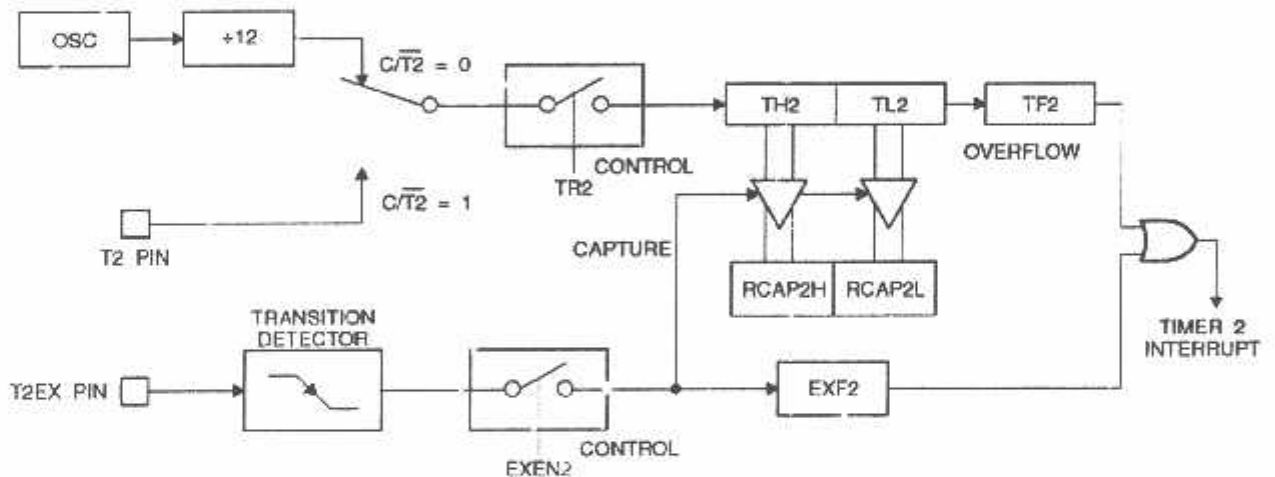 OSC
÷12
C/T2 = 0
TH2
TL2
TF2
OVERFLOW
CONTROL
TR2
C/T2 = 1
T2 PIN
CAPTURE
RCAP2H
RCAP2L
TRANSITION
DETECTOR
TIMER 2
INTERRUPT
T2EX PIN
EXF2
CONTROL
EXEN2